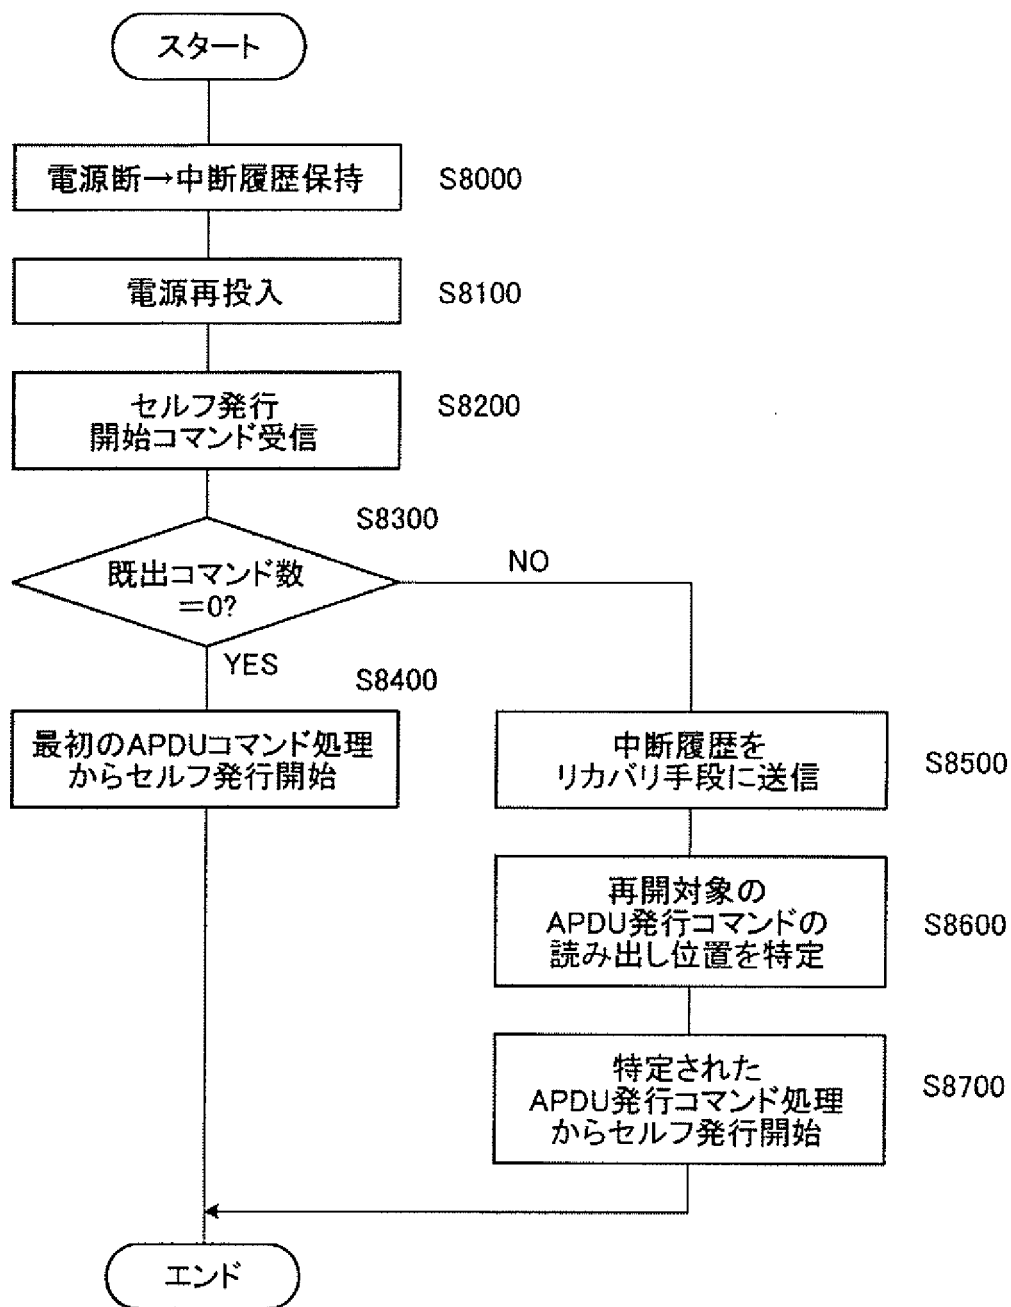 スタート
電源断→中断履歴保持
S8000
電源再投入
S8100
セルフ発行
開始コマンド受信
S8200
S8300
既出コマンド数
=0?
NO
YES
S8400
最初のAPDUコマンド処理
からセルフ発行開始
中断履歴を
リカバリ手段に送信
S8500
再開対象の
APDU発行コマンドの
読み出し位置を特定
S8600
特定された
APDU発行コマンド処理
からセルフ発行開始
S8700
エンド